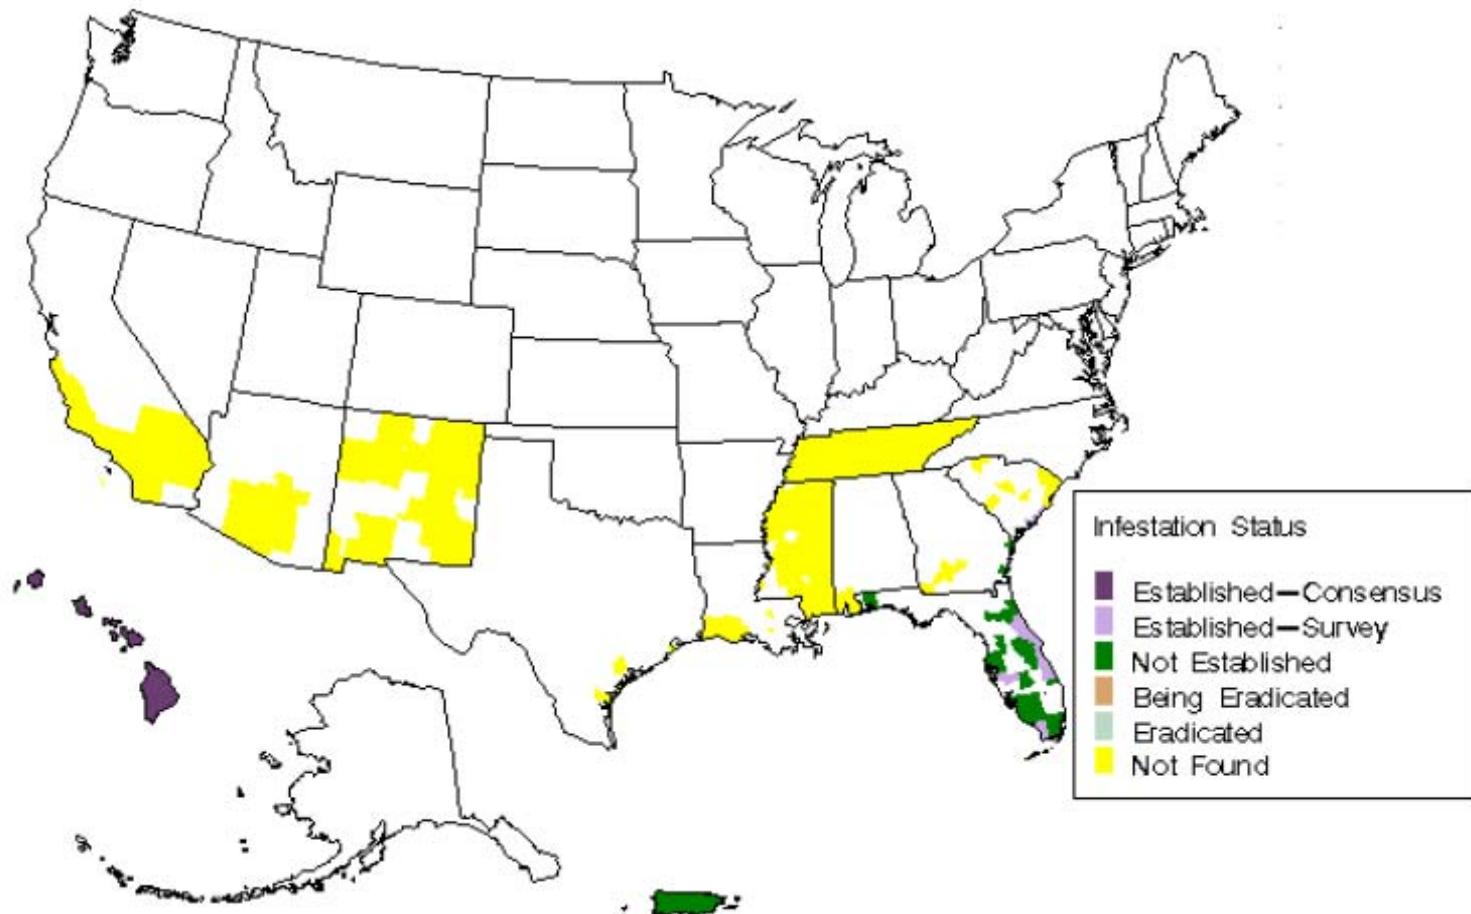 Infestation Status
Established—Consensus
Established—Survey
Not Established
Being Eradicated
Eradicated
Not Found